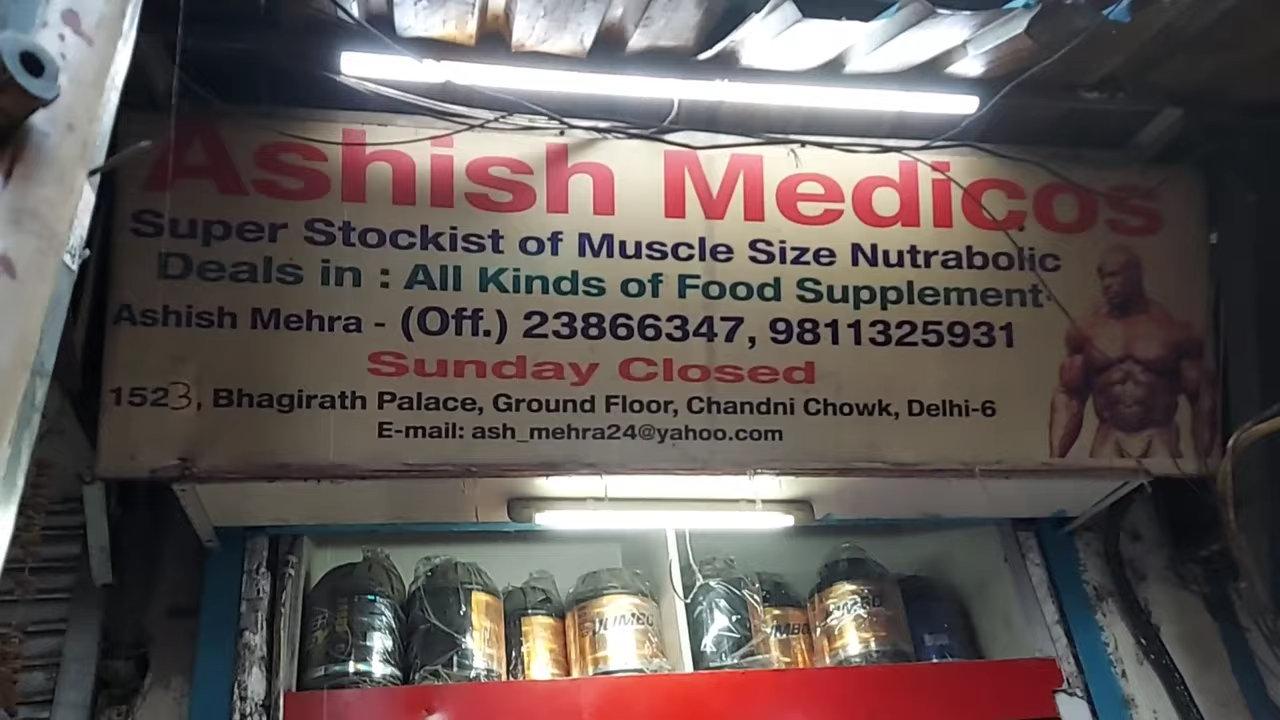 Ashish Medicos
Super Stockist of Muscle Size Nutrabolic
Deals in : All Kinds of Food Supplement
Ashish Mehra - (Off.) 23866347, 9811325931
Sunday Closed
1523, Bhagirath Palace, Ground Floor, Chandni Chowk, Delhi-6
E-mail: ash_mehra24@yahoo.com
JUMBO